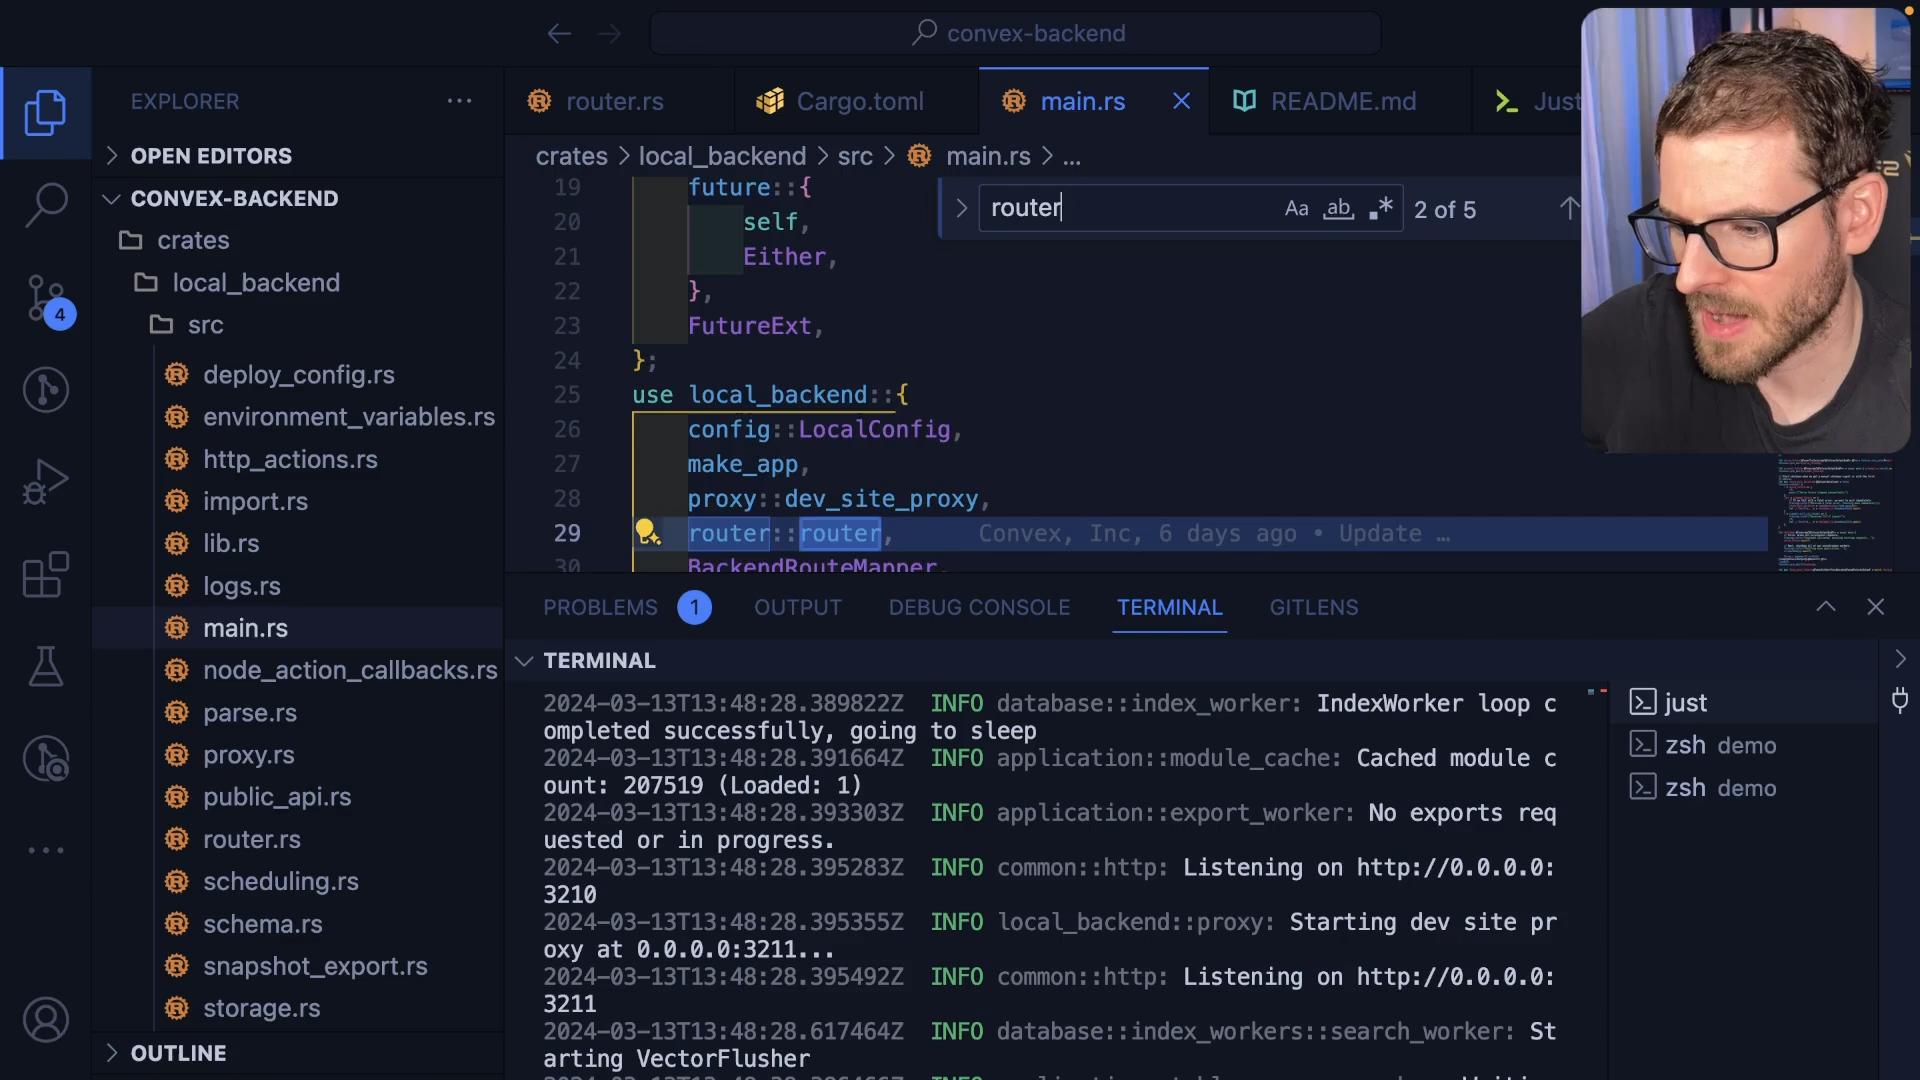 convex-backend
EXPLORER
router.rs
Cargo.toml
main.rs
README.md
Just
OPEN EDITORS
crates > local_backend > src > main.rs > ...
CONVEX-BACKEND
crates
local_backend
src
deploy_config.rs
environment_variables.rs
http_actions.rs
import.rs
lib.rs
logs.rs
main.rs
node_action_callbacks.rs
parse.rs
proxy.rs
public_api.rs
router.rs
scheduling.rs
schema.rs
snapshot_export.rs
storage.rs
OUTLINE
4
router
Aa ab .*
2 of 5
19 future::{
20 self,
21 Either,
22 },
23 FutureExt,
24 };
25 use local_backend::{
26 config::LocalConfig,
27 make_app,
28 proxy::dev_site_proxy,
29 router::router, Convex, Inc, 6 days ago • Update …
30 BackendRouteMapper,
PROBLEMS 1 OUTPUT DEBUG CONSOLE TERMINAL GITLENS
TERMINAL
2024-03-13T13:48:28.389822Z INFO database::index_worker: IndexWorker loop c
ompleted successfully, going to sleep
2024-03-13T13:48:28.391664Z INFO application::module_cache: Cached module c
ount: 207519 (Loaded: 1)
2024-03-13T13:48:28.393303Z INFO application::export_worker: No exports req
uested or in progress.
2024-03-13T13:48:28.395283Z INFO common::http: Listening on http://0.0.0.0:
3210
2024-03-13T13:48:28.395355Z INFO local_backend::proxy: Starting dev site pr
oxy at 0.0.0.0:3211...
2024-03-13T13:48:28.395492Z INFO common::http: Listening on http://0.0.0.0:
3211
2024-03-13T13:48:28.617464Z INFO database::index_workers::search_worker: St
arting VectorFlusher
just
zsh demo
zsh demo